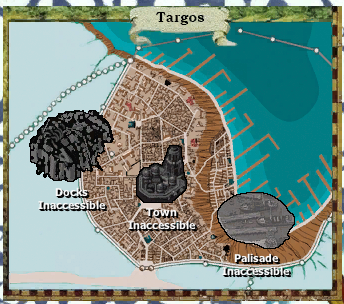 Targos
Docks
Inaccessible
Town
Inaccessible
Palisade
Inaccessible